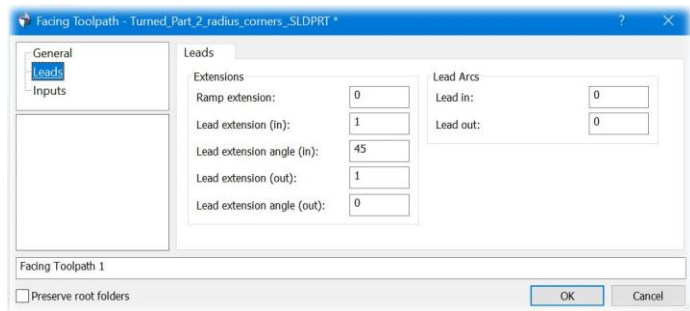 Facing Toolpath - Turned_Part_2_radius_corners_.SLDPRT *
? ×
General
Leads
Inputs
Leads
Extensions
Ramp extension: 0
Lead extension (in): 1
Lead extension angle (in): 45
Lead extension (out): 1
Lead extension angle (out): 0
Lead Arcs
Lead in: 0
Lead out: 0
Facing Toolpath 1
Preserve root folders
OK Cancel